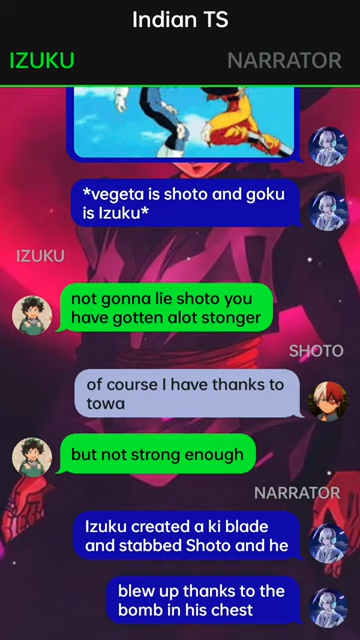 Indian TS
IZUKU
NARRATOR
*vegeta is shoto and goku
is Izuku*
IZUKU
not gonna lie shoto you
have gotten alot stonger
SHOTO
of course I have thanks to
towa
but not strong enough
NARRATOR
Izuku created a ki blade
and stabbed Shoto and he
blew up thanks to the
bomb in his chest